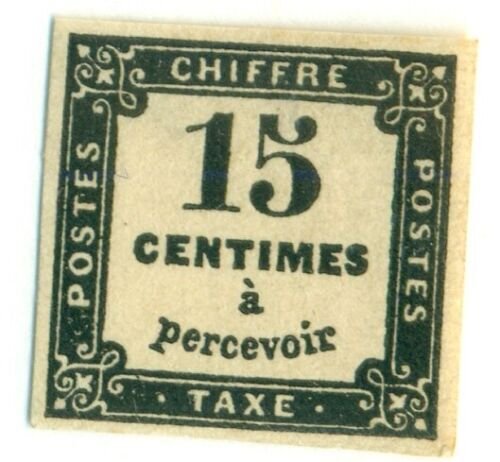 CHIFFRE
POSTES
15
CENTIMES
à
percevoir
POSTES
· TAXE ·